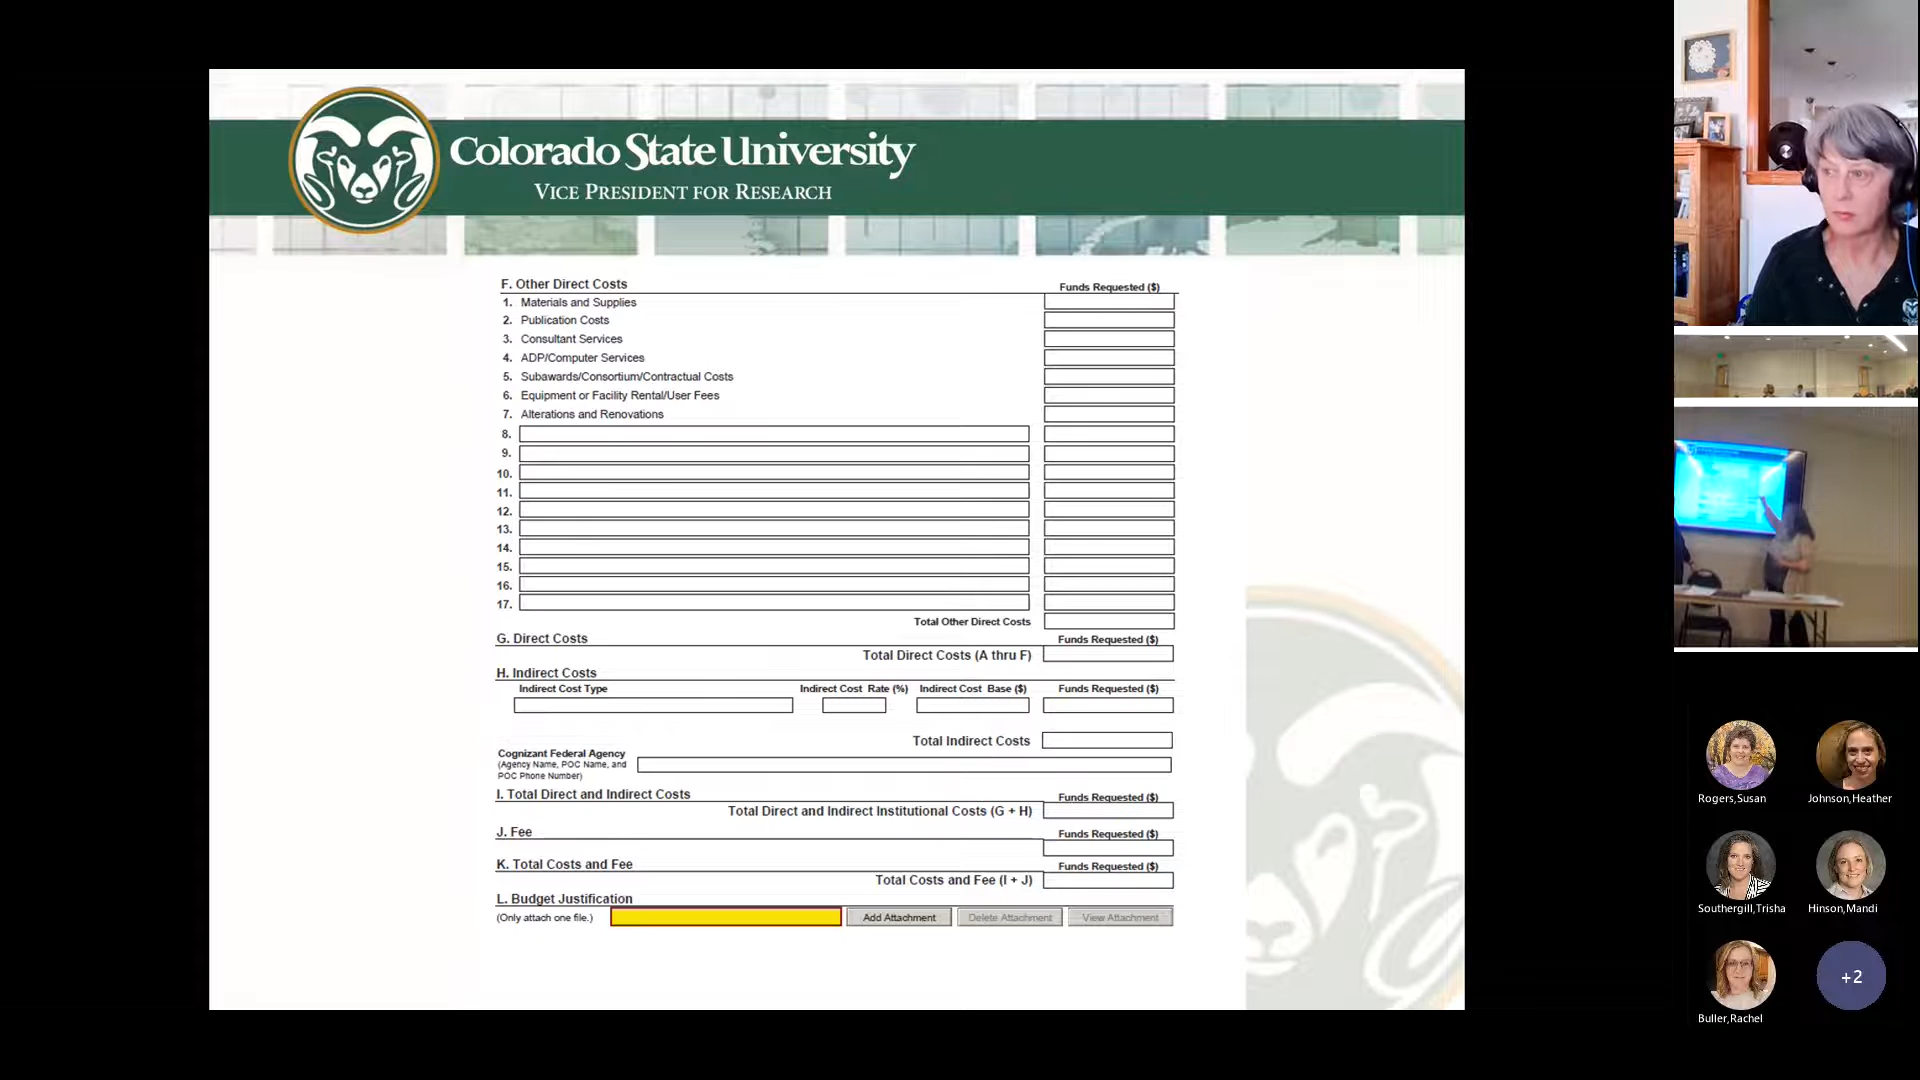 Colorado State University
VICE PRESIDENT FOR RESEARCH
F. Other Direct Costs Funds Requested ($)
1. Materials and Supplies
2. Publication Costs
3. Consultant Services
4. ADP/Computer Services
5. Subawards/Consortium/Contractual Costs
6. Equipment or Facility Rental/User Fees
7. Alterations and Renovations
8.
9.
10.
11.
12.
13.
14.
15.
16.
17.
Total Other Direct Costs
G. Direct Costs Funds Requested ($)
Total Direct Costs (A thru F)
H. Indirect Costs
Indirect Cost Type Indirect Cost Rate (%) Indirect Cost Base ($) Funds Requested ($)
Total Indirect Costs
Cognizant Federal Agency
(Agency Name, POC Name, and
POC Phone Number)
I. Total Direct and Indirect Costs Funds Requested ($)
Total Direct and Indirect Institutional Costs (G + H)
J. Fee Funds Requested ($)
K. Total Costs and Fee Funds Requested ($)
Total Costs and Fee (I + J)
L. Budget Justification
(Only attach one file.) Add Attachment Delete Attachment View Attachment
Rogers,Susan Johnson,Heather
Southergill,Trisha Hinson,Mandi
Buller,Rachel +2